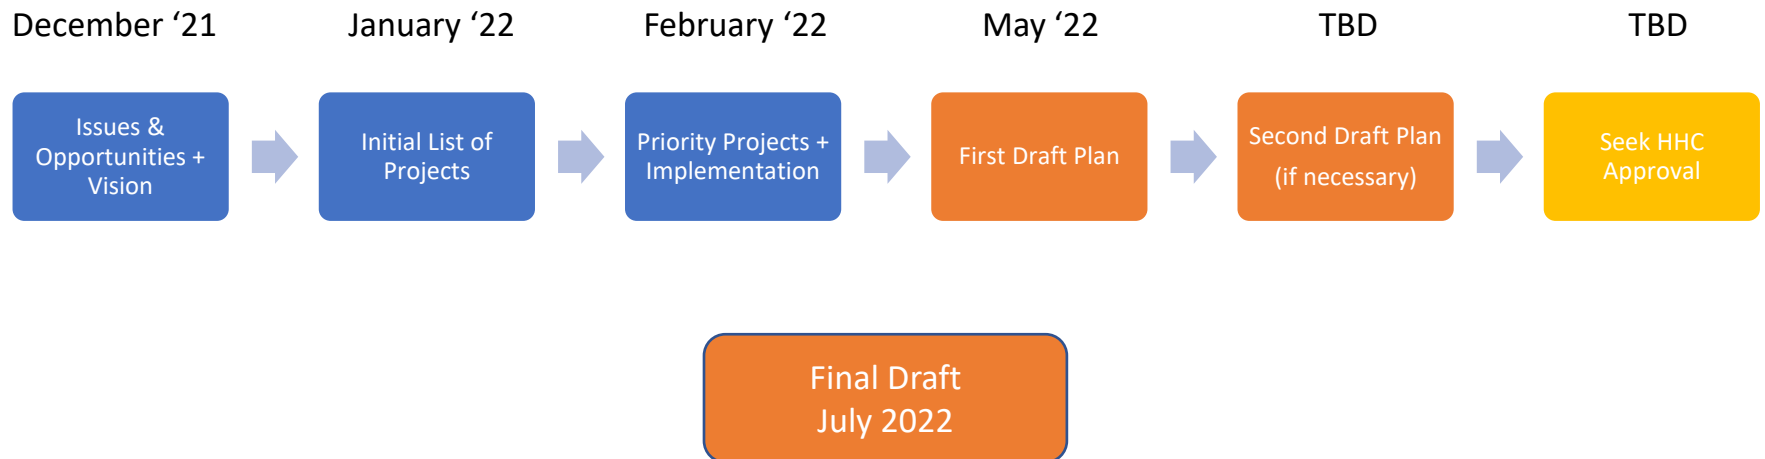 December ‘21
January ‘22
February ‘22
May ‘22
TBD
TBD
Issues &
Opportunities +
Vision
Initial List of
Projects
Priority Projects +
Implementation
First Draft Plan
Second Draft Plan
(if necessary)
Seek HHC
Approval
Final Draft
July 2022